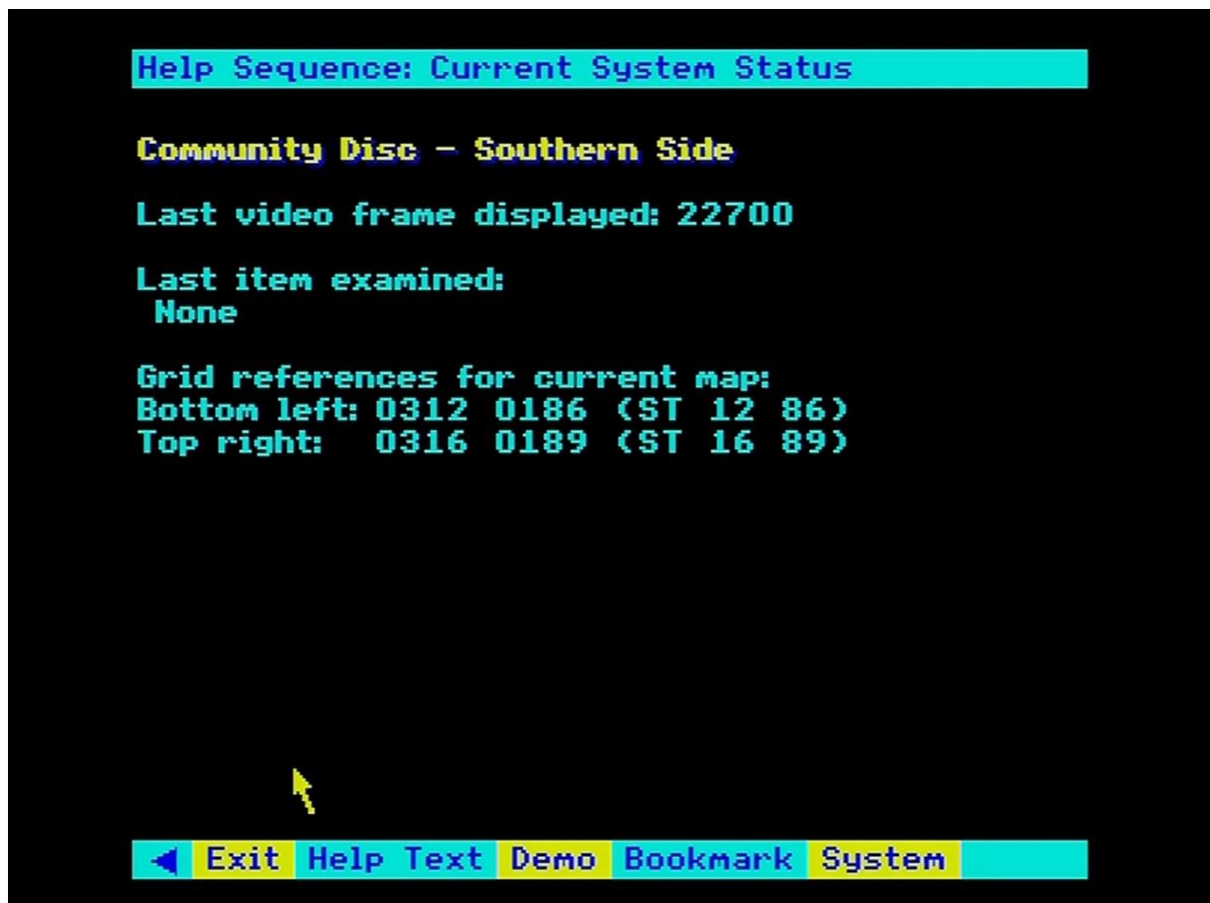 Help Sequence: Current System Status
Community Disc - Southern Side
Last video frame displayed: 22700
Last item examined:
None
Grid references for current map:
Bottom left: 0312 0186 (ST 12 86)
Top right: 0316 0189 (ST 16 89)
Exit Help Text Demo Bookmark System